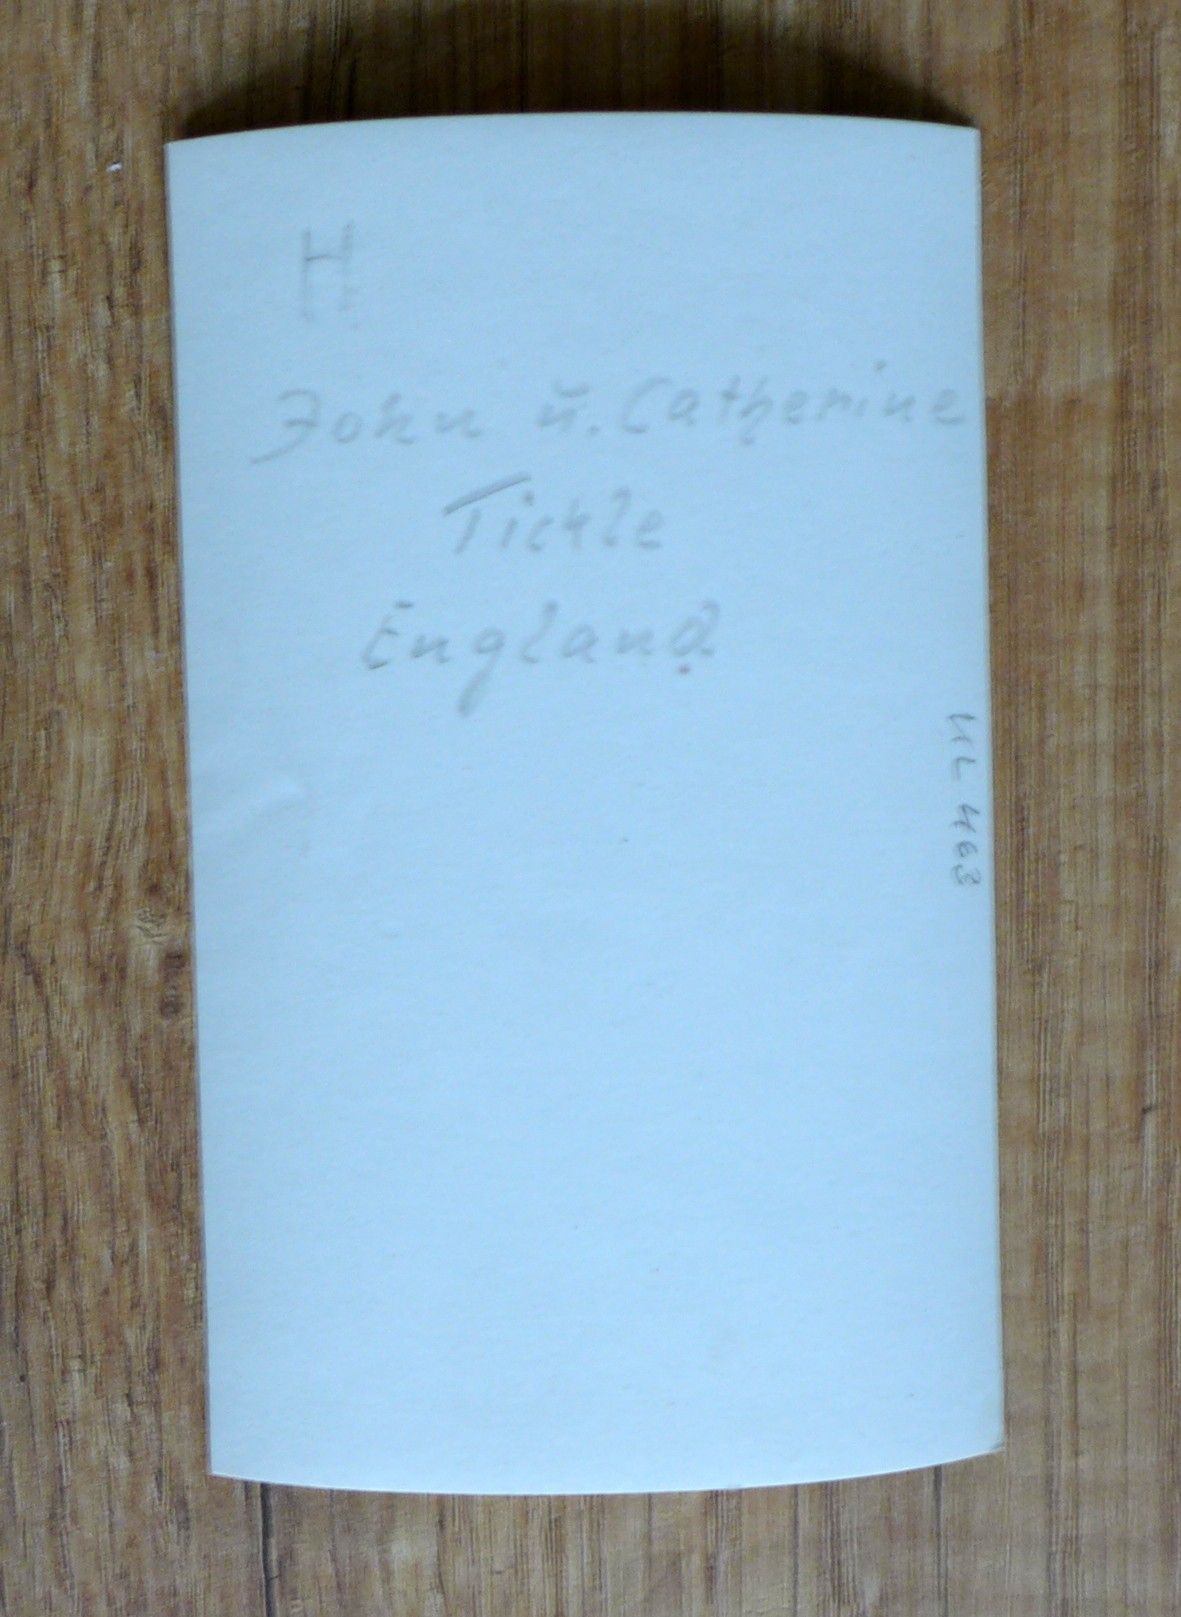 H
John u. Catherine
Tickle
England
UL 463